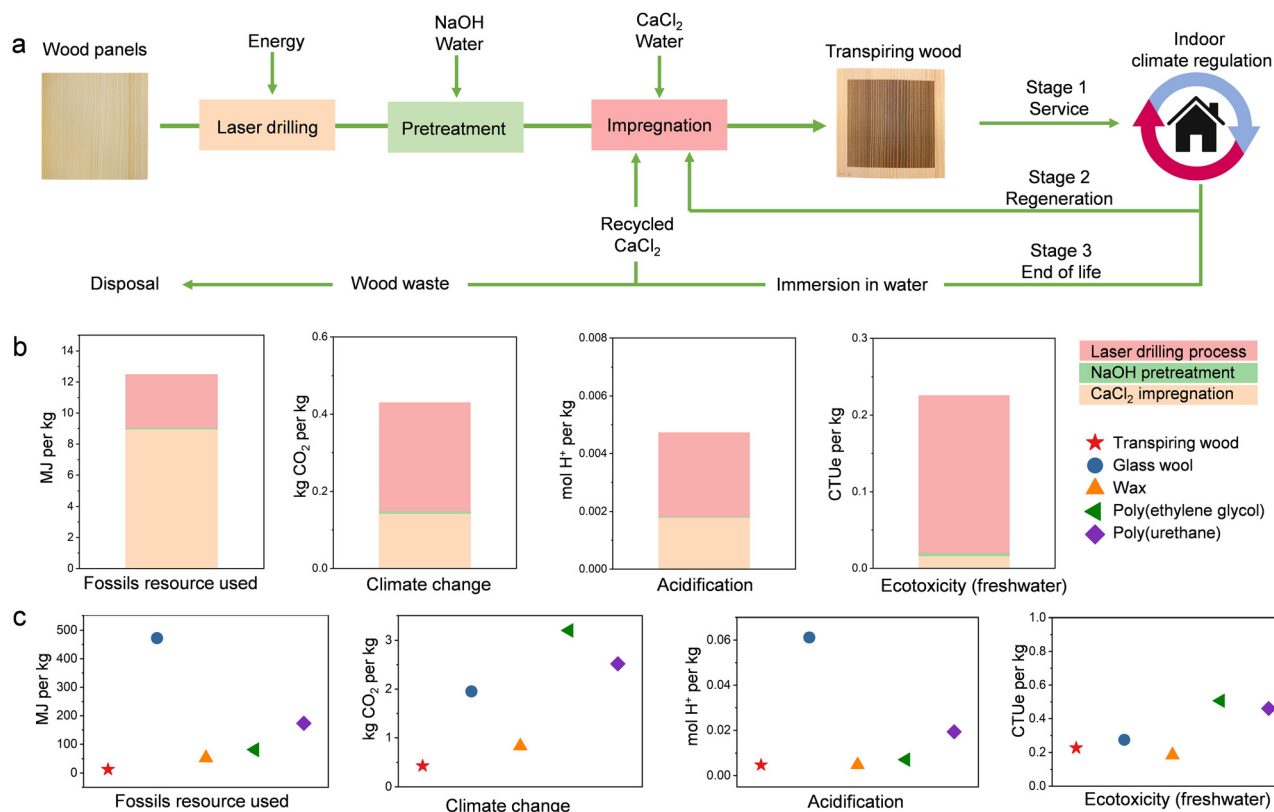 a
Wood panels
Energy
NaOH
Water
CaCl₂
Water
Transpiring wood
Indoor
climate regulation
Laser drilling
Pretreatment
Impregnation
Stage 1
Service
Stage 2
Regeneration
Recycled
CaCl₂
Stage 3
End of life
Disposal
Wood waste
Immersion in water
b
MJ per kg
14
12
10
8
6
4
2
0
Fossils resource used
kg CO₂ per kg
0.6
0.4
0.2
0.0
Climate change
mol H⁺ per kg
0.008
0.006
0.004
0.002
0.000
Acidification
CTUe per kg
0.3
0.2
0.1
0.0
Ecotoxicity (freshwater)
Laser drilling process
NaOH pretreatment
CaCl₂ impregnation
Transpiring wood
Glass wool
Wax
Poly(ethylene glycol)
Poly(urethane)
c
MJ per kg
500
450
400
350
300
200
100
0
Fossils resource used
kg CO₂ per kg
3
2
1
0
Climate change
mol H⁺ per kg
0.06
0.04
0.02
0.00
Acidification
CTUe per kg
1.0
0.8
0.6
0.4
0.2
0.0
Ecotoxicity (freshwater)